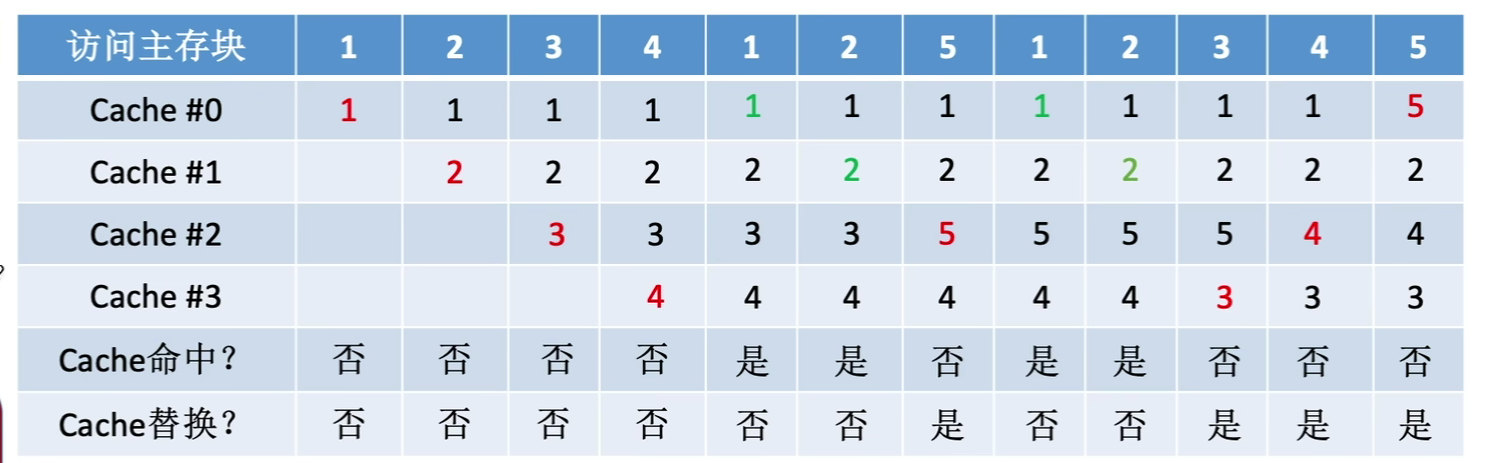 访问主存块 1 2 3 4 1 2 5 1 2 3 4 5
Cache #0 1 1 1 1 1 1 1 1 1 1 1 5
Cache #1 2 2 2 2 2 2 2 2 2 2 2
Cache #2 3 3 3 3 5 5 5 5 4 4
Cache #3 4 4 4 4 4 4 3 3 3
Cache命中？ 否 否 否 否 是 是 否 是 是 否 否 否
Cache替换？ 否 否 否 否 否 否 是 否 否 是 是 是